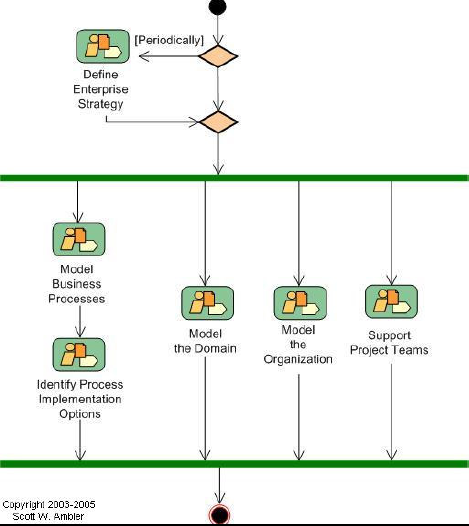 [Periodically]
Define
Enterprise
Strategy
Model
Business
Processes
Identify Process
Implementation
Options
Model
the Domain
Model
the
Organization
Support
Project Teams
Copyright 2003-2005
Scott W. Ambler